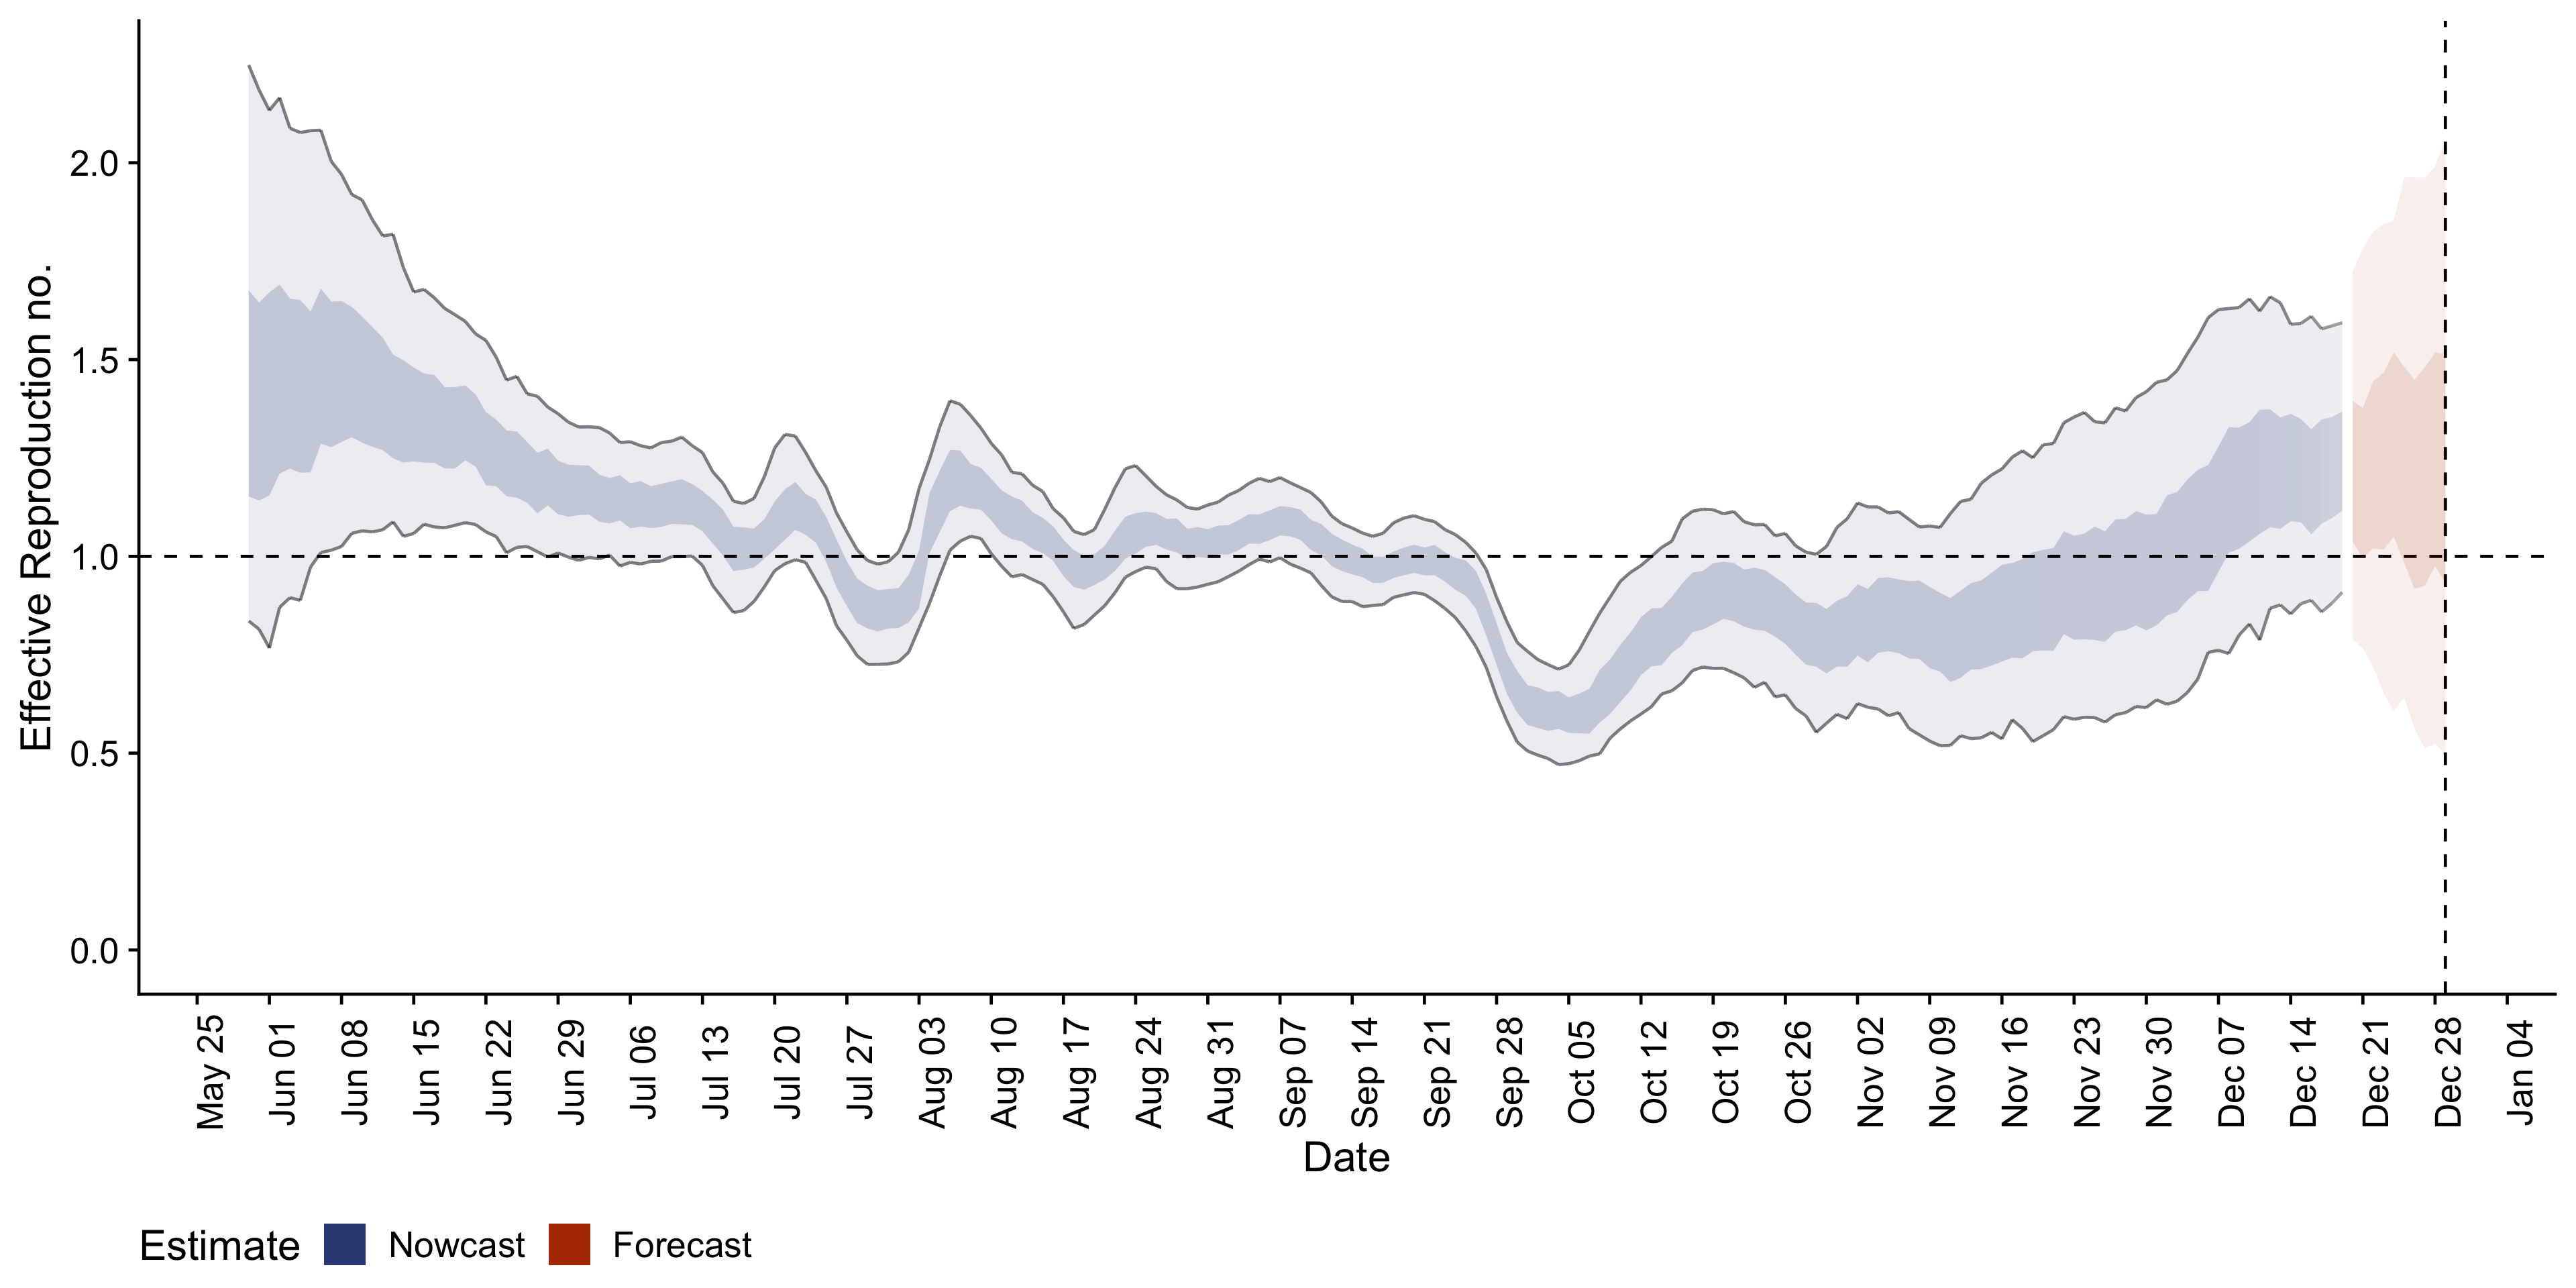 Effective Reproduction no.
2.0
1.5
1.0
0.5
0.0
May 25
Jun 01
Jun 08
Jun 15
Jun 22
Jun 29
Jul 06
Jul 13
Jul 20
Jul 27
Aug 03
Aug 10
Aug 17
Aug 24
Aug 31
Sep 07
Sep 14
Sep 21
Sep 28
Oct 05
Oct 12
Oct 19
Oct 26
Nov 02
Nov 09
Nov 16
Nov 23
Nov 30
Dec 07
Dec 14
Dec 21
Dec 28
Jan 04
Date
Estimate Nowcast Forecast